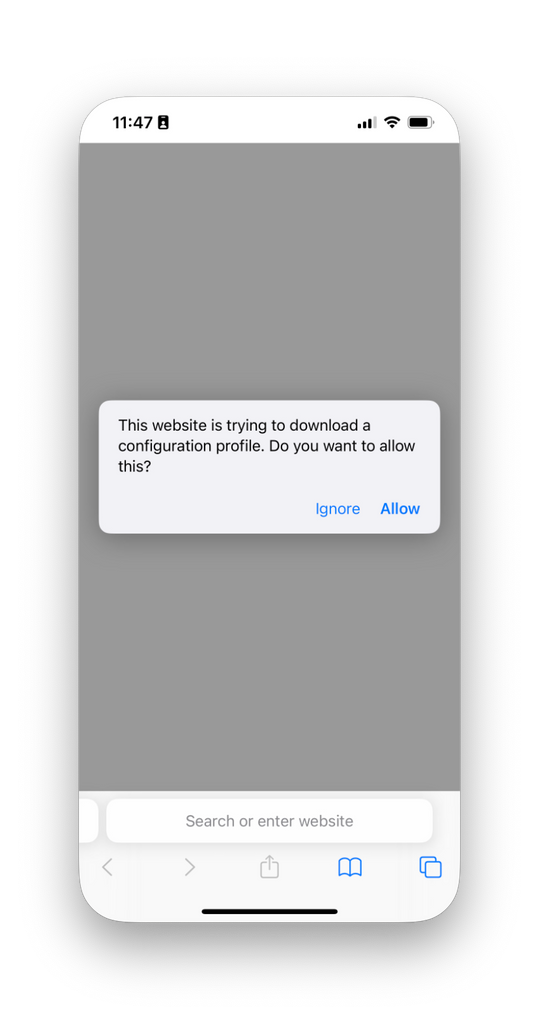 11:47
This website is trying to download a
configuration profile. Do you want to allow
this?
Ignore Allow
Search or enter website